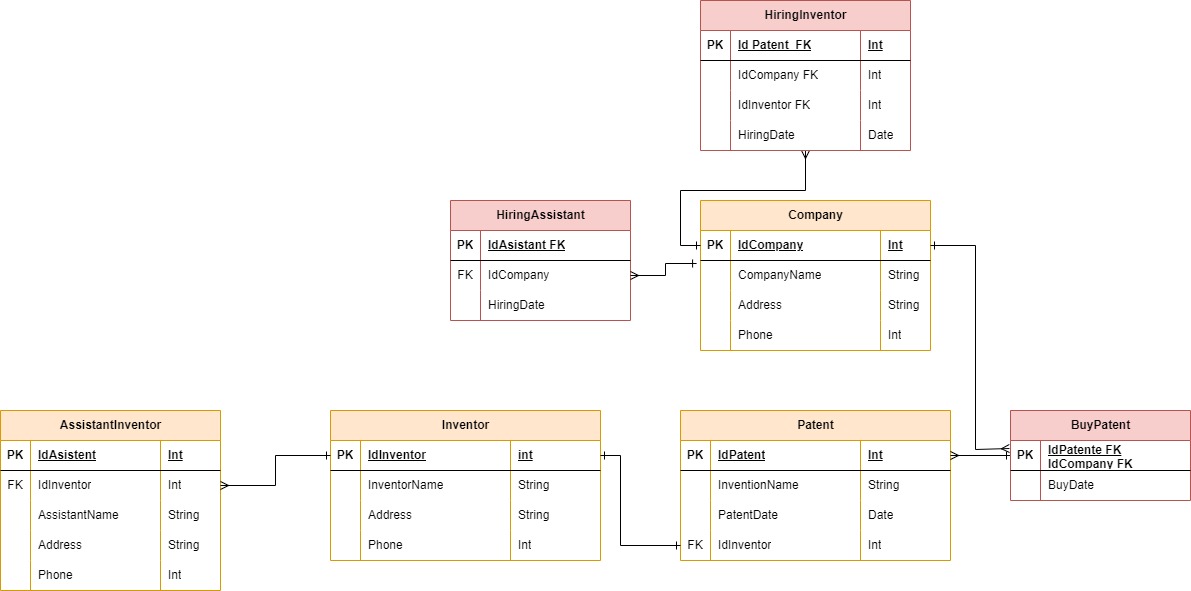 HiringInventor
PK Id Patent  FK Int
IdCompany FK Int
IdInventor FK Int
HiringDate Date
HiringAssistant
PK IdAsistant FK
FK IdCompany
HiringDate
Company
PK IdCompany Int
CompanyName String
Address String
Phone Int
AssistantInventor
PK IdAsistent Int
FK IdInventor Int
AssistantName String
Address String
Phone Int
Inventor
PK IdInventor int
InventorName String
Address String
Phone Int
Patent
PK IdPatent Int
InventionName String
PatentDate Date
FK IdInventor Int
BuyPatent
PK IdPatente FK
IdCompany FK
BuyDate